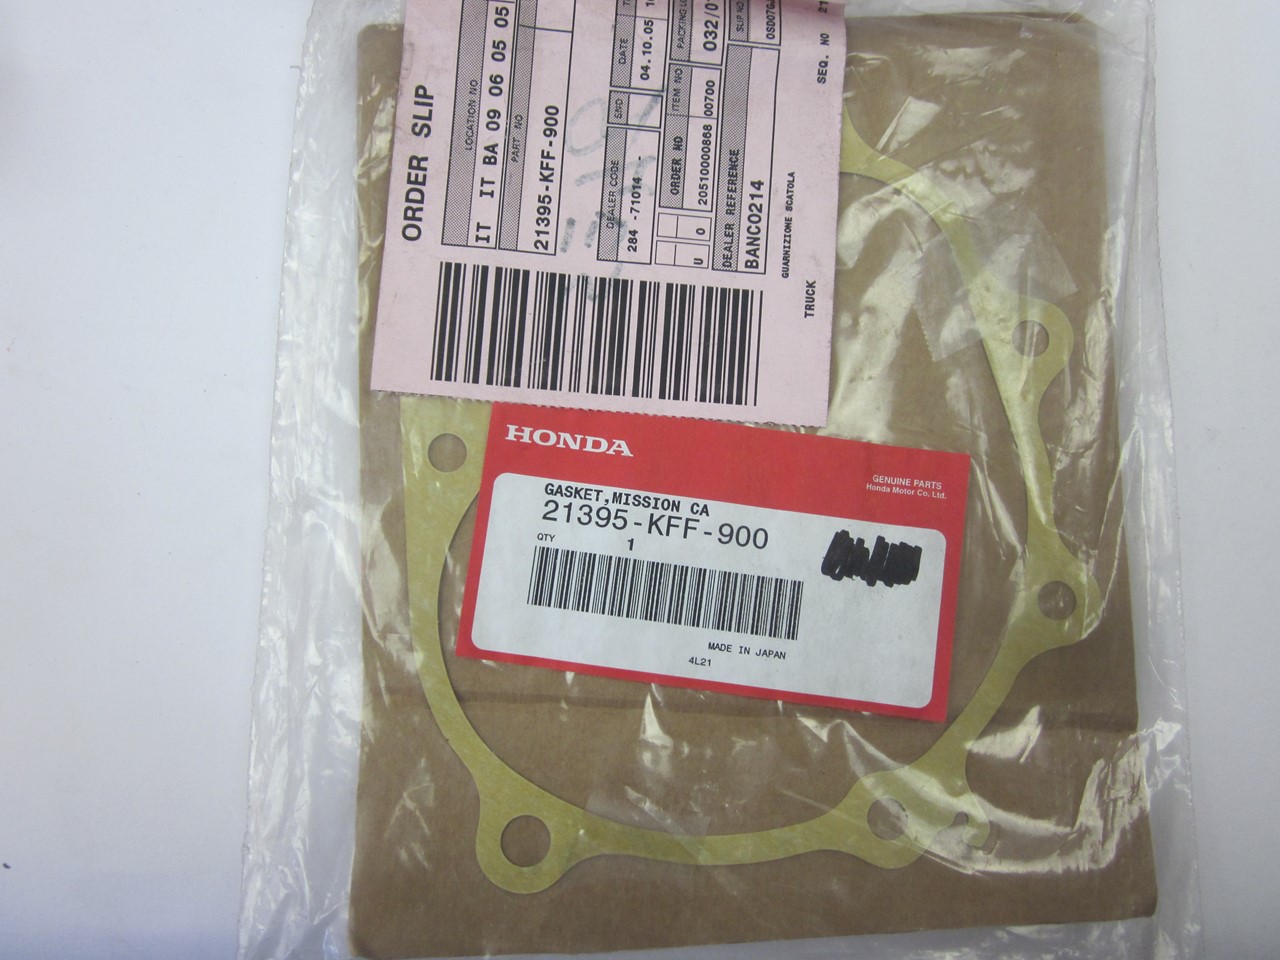 ORDER SLIP
LOCATION NO
IT IT BA 09 06 05 05
PART NO
21395-KFF-900
DEALER CODE
SND
DATE
284 -71014 -
04.10.05
ORDER NO
ITEM NO
U 0 20510000868 00700
DEALER REFERENCE
BANC0214
GUARNIZIONE SCATOLA
TRUCK
SEQ. NO
HONDA
GENUINE PARTS
Honda Motor Co., Ltd.
GASKET,MISSION CA
21395-KFF-900
QTY
1
MADE IN JAPAN
4L21